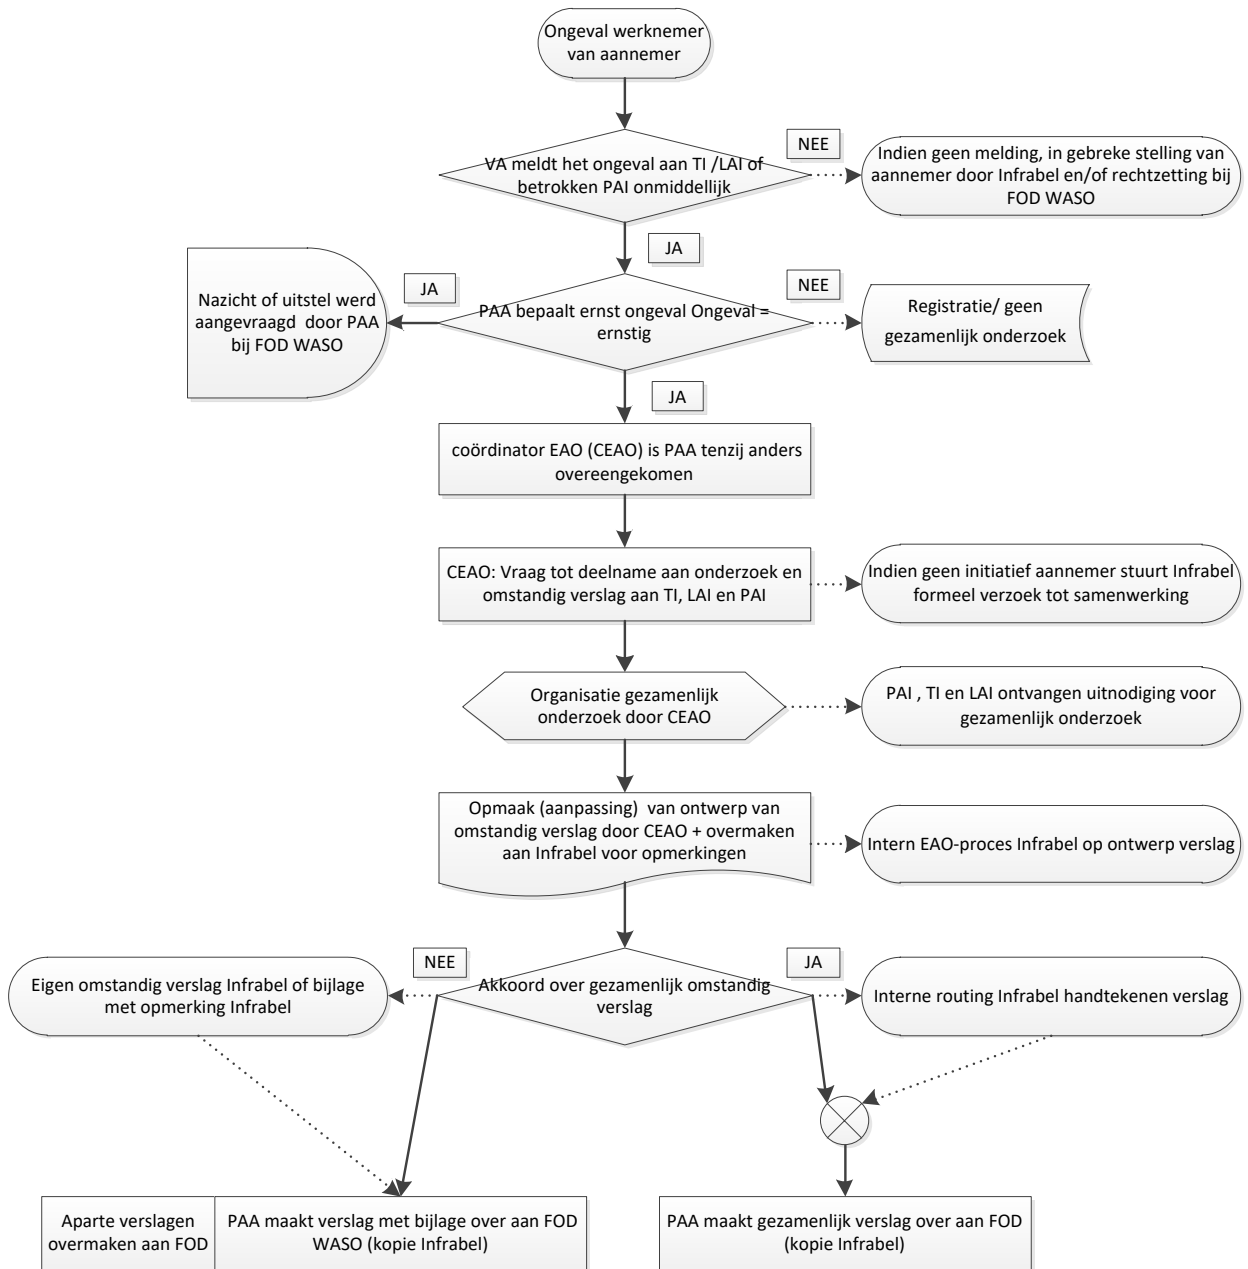 Ongeval werknemer
van aannemer
NEE
VA meldt het ongeval aan TI /LAI of
betrokken PAI onmiddellijk
Indien geen melding, in gebreke stelling van
aannemer door Infrabel en/of rechtzetting bij
FOD WASO
JA
JA
NEE
Nazicht of uitstel werd
aangevraagd door PAA
bij FOD WASO
PAA bepaalt ernst ongeval Ongeval =
ernstig
Registratie/ geen
gezamenlijk onderzoek
JA
coördinator EAO (CEAO) is PAA tenzij anders
overeengekomen
CEAO: Vraag tot deelname aan onderzoek en
omstandig verslag aan TI, LAI en PAI
Indien geen initiatief aannemer stuurt Infrabel
formeel verzoek tot samenwerking
Organisatie gezamenlijk
onderzoek door CEAO
PAI , TI en LAI ontvangen uitnodiging voor
gezamenlijk onderzoek
Opmaak (aanpassing) van ontwerp van
omstandig verslag door CEAO + overmaken
aan Infrabel voor opmerkingen
Intern EAO-proces Infrabel op ontwerp verslag
NEE
JA
Eigen omstandig verslag Infrabel of bijlage
met opmerking Infrabel
Akkoord over gezamenlijk omstandig
verslag
Interne routing Infrabel handtekenen verslag
Aparte verslagen
overmaken aan FOD
PAA maakt verslag met bijlage over aan FOD
WASO (kopie Infrabel)
PAA maakt gezamenlijk verslag over aan FOD
(kopie Infrabel)